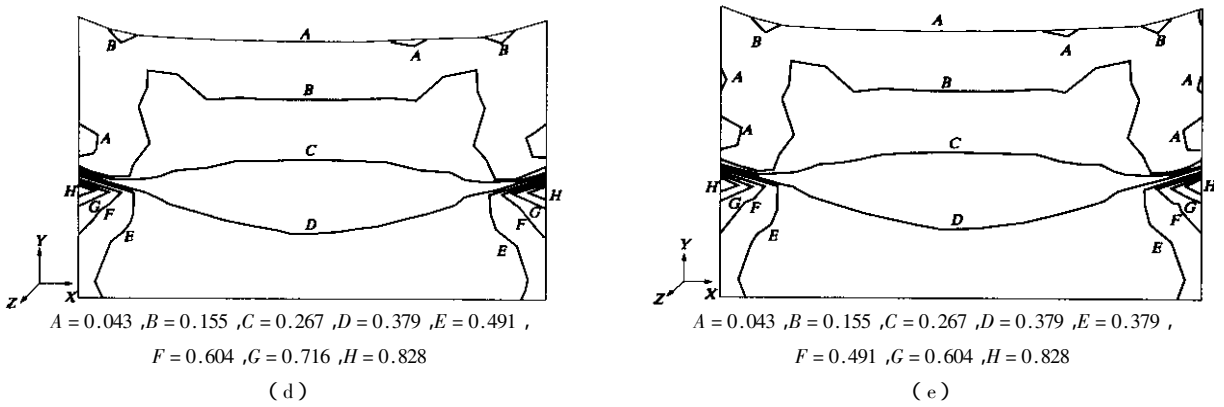 A
B
A
B
B
A
C
H
G
F
E
D
H
G
F
E
Y
Z
X
A = 0.043 ,B = 0.155 ,C = 0.267 ,D = 0.379 ,E = 0.491 ,
F = 0.604 ,G = 0.716 ,H = 0.828
( d )
A
B
A
B
A
A
B
A
A
C
H
G
F
E
D
H
G
F
E
Y
Z
X
A = 0.043 ,B = 0.155 ,C = 0.267 ,D = 0.379 ,E = 0.379 ,
F = 0.491 ,G = 0.604 ,H = 0.828
( e )